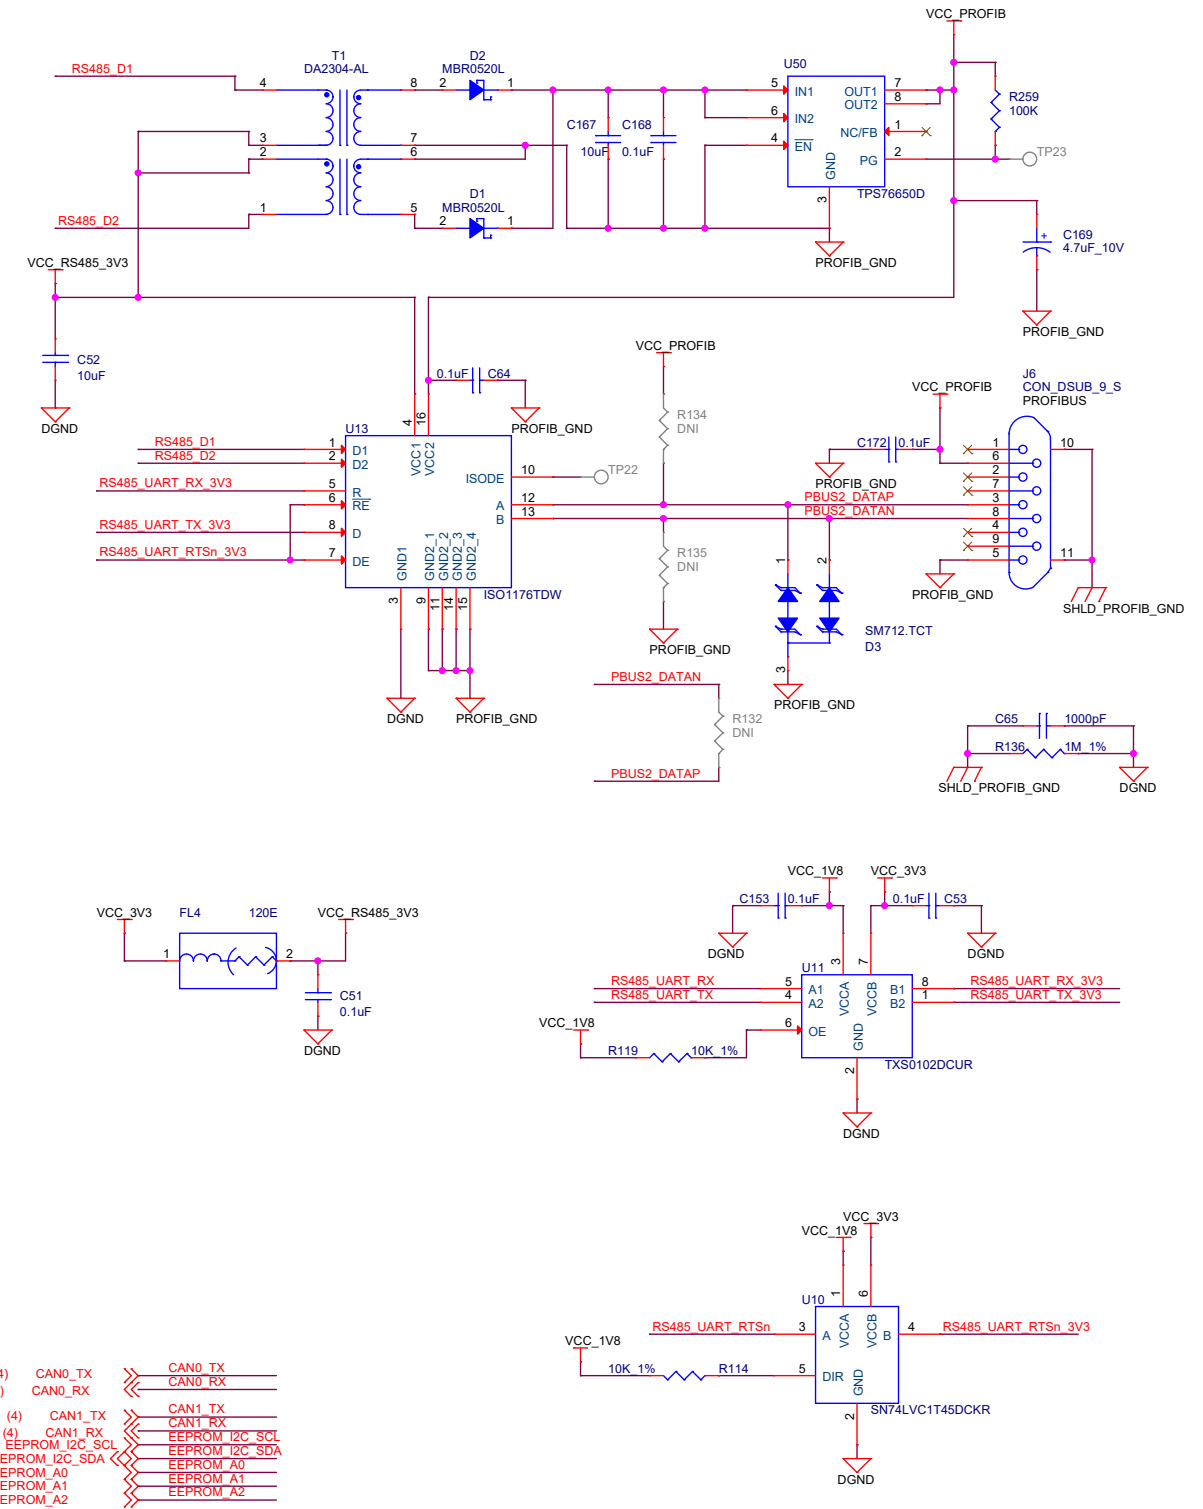 VCC_PROFIB
RS485_D1
T1
DA2304-AL
D2
MBR0520L
U50
4
8
2
1
5
IN1
OUT1
7
6
IN2
OUT2
8
R259
100K
C167
10uF
C168
0.1uF
4
EN
NC/FB
1
3
2
7
6
PG
2
TP23
GND
3
TPS76650D
RS485_D2
1
5
D1
MBR0520L
2
1
PROFIB_GND
C169
4.7uF_10V
+
PROFIB_GND
VCC_RS485_3V3
C52
10uF
DGND
0.1uF
C64
PROFIB_GND
VCC_PROFIB
R134
DNI
VCC_PROFIB
J6
CON_DSUB_9_S
PROFIBUS
U13
4
16
VCC1
VCC2
RS485_D1
1
D1
RS485_D2
2
D2
RS485_UART_RX_3V3
5
R
6
RE
RS485_UART_TX_3V3
8
D
RS485_UART_RTSn_3V3
7
DE
ISODE
10
TP22
A
12
B
13
GND1
GND2_1
GND2_2
GND2_3
GND2_4
3
9
11
14
15
ISO1176TDW
DGND
PROFIB_GND
C172
0.1uF
PROFIB_GND
PBUS2_DATAP
PBUS2_DATAN
1
6
2
7
3
8
4
9
5
10
11
PROFIB_GND
SHLD_PROFIB_GND
R135
DNI
PROFIB_GND
1
2
3
SM712.TCT
D3
PROFIB_GND
PBUS2_DATAN
R132
DNI
PBUS2_DATAP
C65
1000pF
R136
1M_1%
SHLD_PROFIB_GND
DGND
VCC_3V3
FL4
120E
VCC_RS485_3V3
1
2
C51
0.1uF
DGND
VCC_1V8
VCC_3V3
C153
0.1uF
0.1uF
C53
DGND
DGND
U11
3
7
VCCA
VCCB
RS485_UART_RX
5
A1
B1
8
RS485_UART_RX_3V3
RS485_UART_TX
4
A2
B2
1
RS485_UART_TX_3V3
VCC_1V8
6
OE
GND
R119
10K_1%
2
TXS0102DCUR
DGND
VCC_3V3
VCC_1V8
U10
1
6
VCCA
VCCB
RS485_UART_RTSn
3
A
B
4
RS485_UART_RTSn_3V3
VCC_1V8
10K_1%
R114
5
DIR
GND
2
SN74LVC1T45DCKR
DGND
4) CAN0_TX CAN0_TX
) CAN0_RX CAN0_RX
(4) CAN1_TX CAN1_TX
(4) CAN1_RX CAN1_RX
EEPROM_I2C_SCL EEPROM_I2C_SCL
EPROM_I2C_SDA EEPROM_I2C_SDA
EPROM_A0 EEPROM_A0
EPROM_A1 EEPROM_A1
EPROM_A2 EEPROM_A2